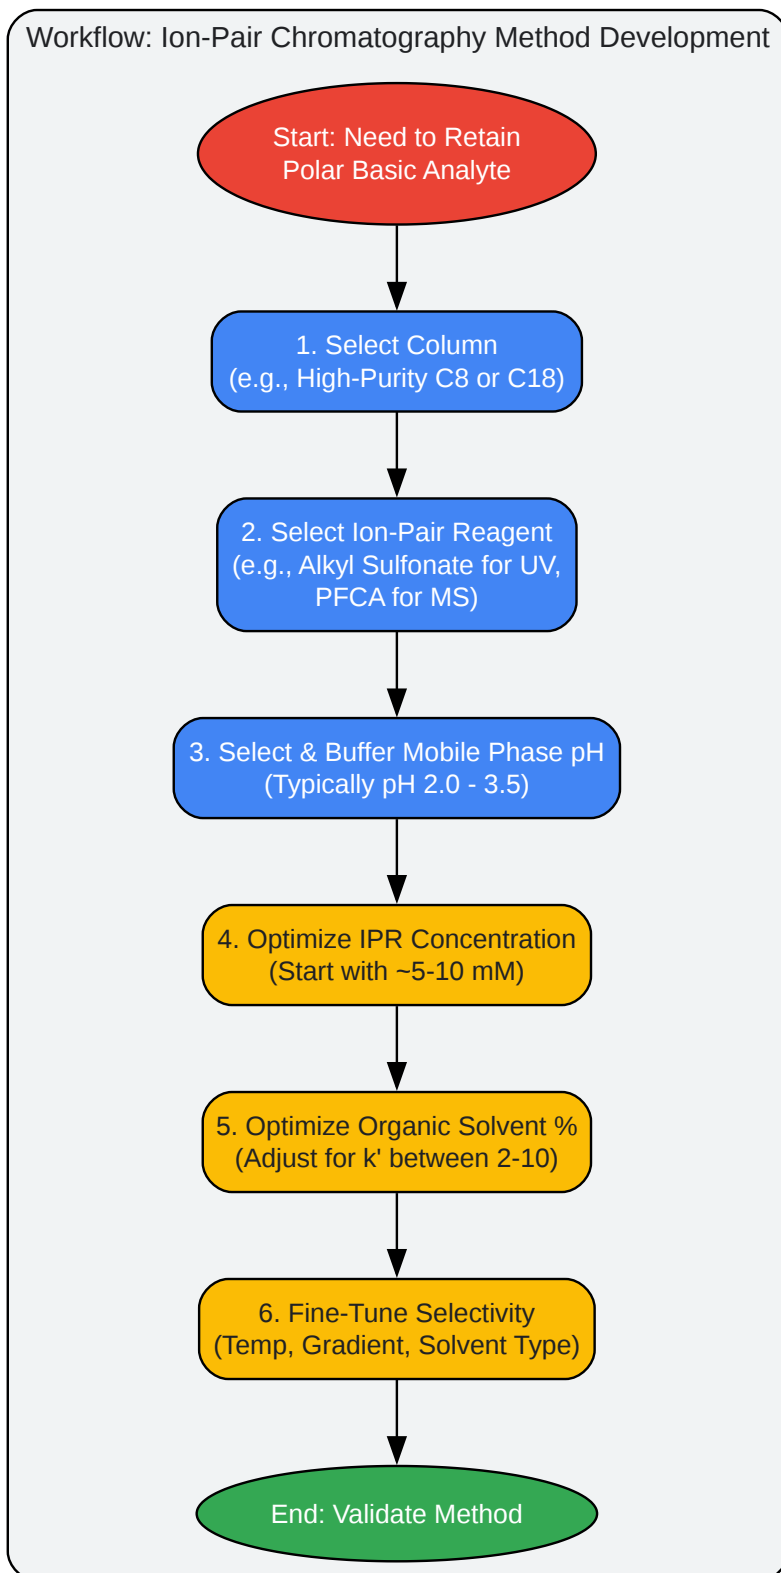 Workflow: Ion-Pair Chromatography Method Development
Start: Need to Retain
Polar Basic Analyte
1. Select Column
(e.g., High-Purity C8 or C18)
2. Select Ion-Pair Reagent
(e.g., Alkyl Sulfonate for UV,
PFCA for MS)
3. Select & Buffer Mobile Phase pH
(Typically pH 2.0 - 3.5)
4. Optimize IPR Concentration
(Start with ~5-10 mM)
5. Optimize Organic Solvent %
(Adjust for k' between 2-10)
6. Fine-Tune Selectivity
(Temp, Gradient, Solvent Type)
End: Validate Method